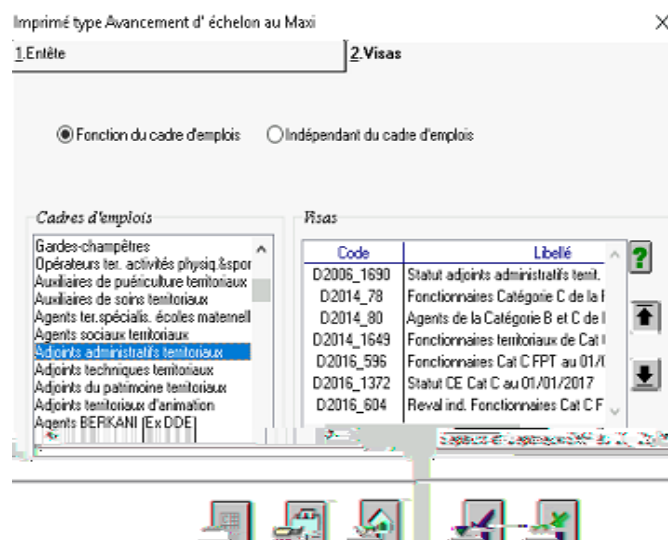 Imprimé type Avancement d' échelon au Maxi
1.Entête
2.Visas
Fonction du cadre d'emplois
Indépendant du cadre d'emplois
Cadres d'emplois
Gardes-champêtres
Opérateurs ter. activités physiq.&spor
Auxiliaires de puériculture territoriaux
Auxiliaires de soins territoriaux
Agents ter.spécialis. écoles maternell
Agents sociaux territoriaux
Adjoints administratifs territoriaux
Adjoints techniques territoriaux
Adjoints du patrimoine territoriaux
Adjoints territoriaux d'animation
Agents BERKANI (Ex DDE)
Visas
Code Libellé
D2006_1690 Statut adjoints administratifs territ.
D2014_78 Fonctionnaires Catégorie C de la F
D2014_80 Agents de la Catégorie B et C de l
D2014_1649 Fonctionnaires territoriaux de Cat
D2016_596 Fonctionnaires Cat C FPT au 01/0
D2016_1372 Statut CE Cat C au 01/01/2017
D2016_604 Reval ind. Fonctionnaires Cat C F